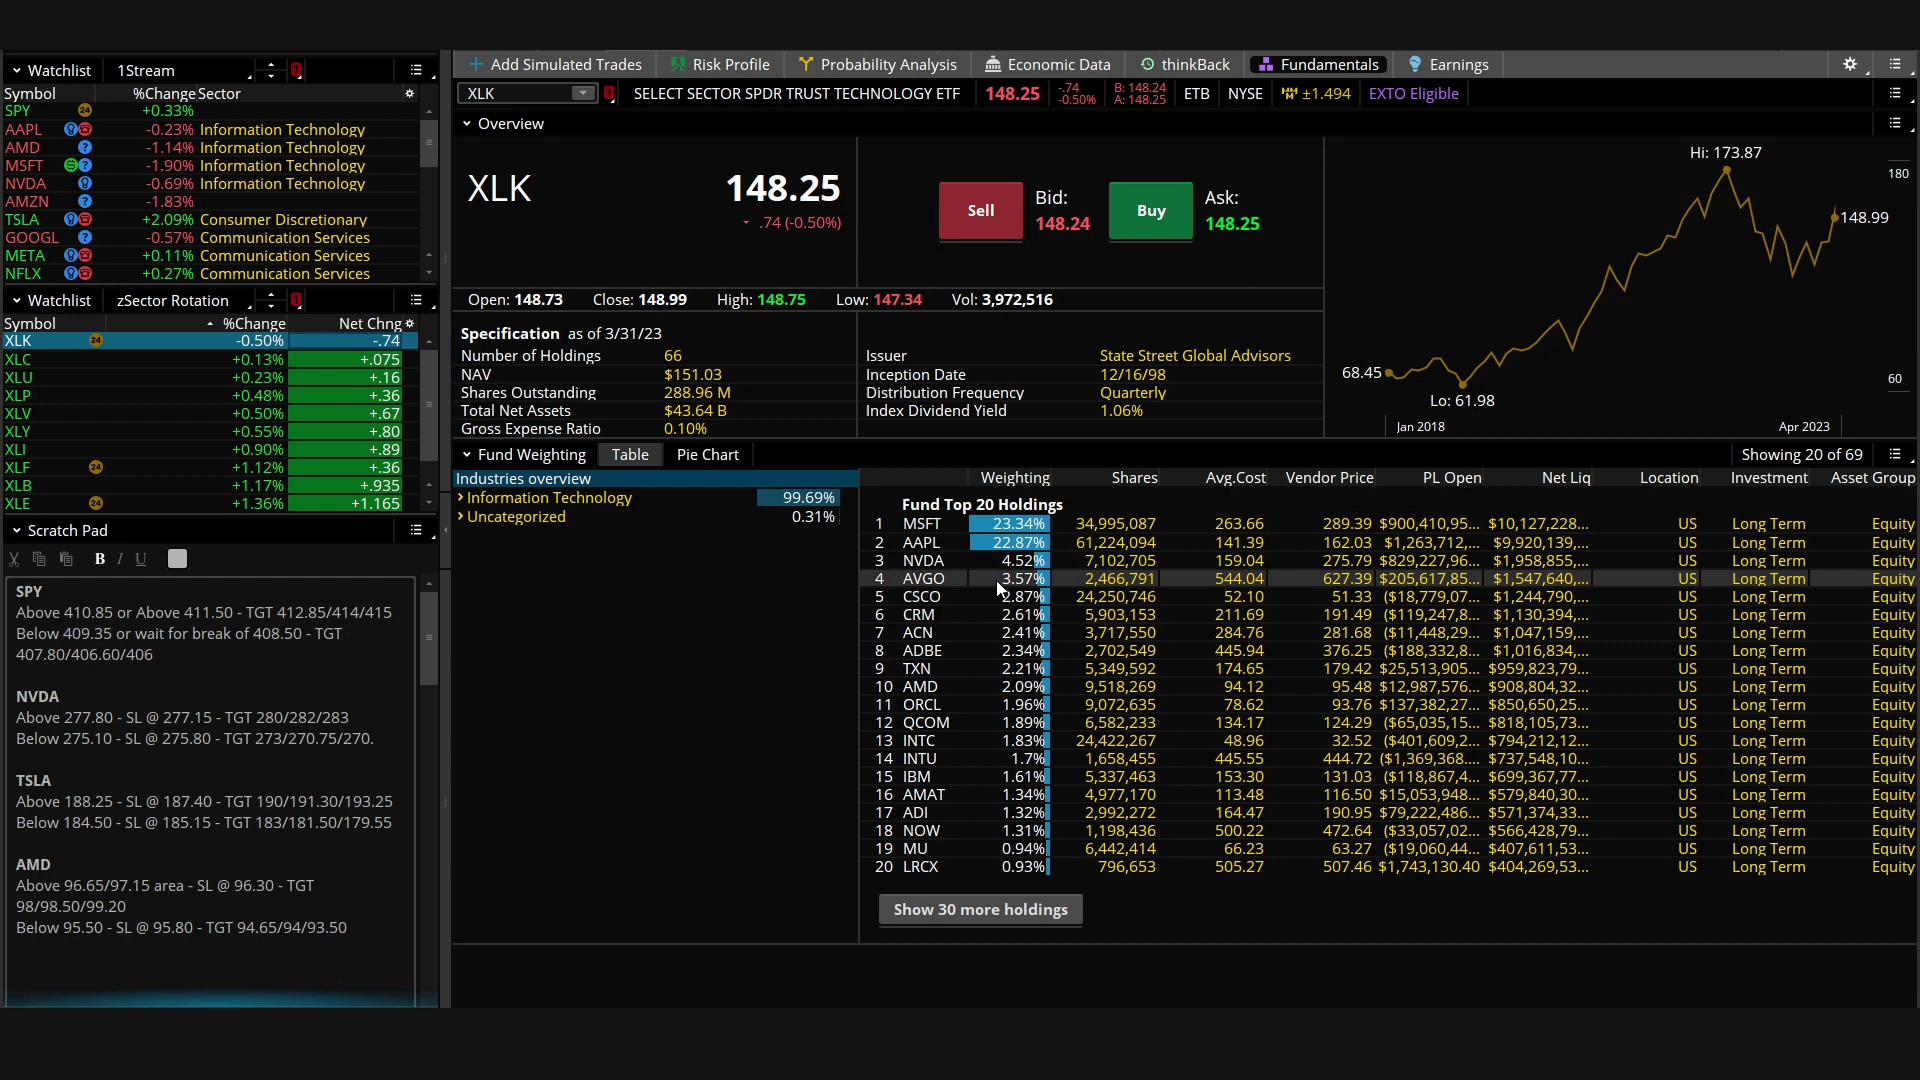 Watchlist 1Stream 1
Symbol %Change Sector
SPY 24 +0.33%
AAPL -0.23% Information Technology
AMD ? -1.14% Information Technology
MSFT $ ? -1.90% Information Technology
NVDA -0.69% Information Technology
AMZN ? -1.83%
TSLA +2.09% Consumer Discretionary
GOOGL ? -0.57% Communication Services
META +0.11% Communication Services
NFLX +0.27% Communication Services
Watchlist zSector Rotation 1
Symbol %Change Net Chng
XLK 24 -0.50% -.74
XLC +0.13% +.075
XLU +0.23% +.16
XLP +0.48% +.36
XLV +0.50% +.67
XLY +0.55% +.80
XLI +0.90% +.89
XLF 24 +1.12% +.36
XLB +1.17% +.935
XLE 24 +1.36% +1.165
Scratch Pad
B I U
SPY
Above 410.85 or Above 411.50 - TGT 412.85/414/415
Below 409.35 or wait for break of 408.50 - TGT
407.80/406.60/406
NVDA
Above 277.80 - SL @ 277.15 - TGT 280/282/283
Below 275.10 - SL @ 275.80 - TGT 273/270.75/270.
TSLA
Above 188.25 - SL @ 187.40 - TGT 190/191.30/193.25
Below 184.50 - SL @ 185.15 - TGT 183/181.50/179.55
AMD
Above 96.65/97.15 area - SL @ 96.30 - TGT
98/98.50/99.20
Below 95.50 - SL @ 95.80 - TGT 94.65/94/93.50
Add Simulated Trades Risk Profile Probability Analysis Economic Data thinkBack Fundamentals Earnings
XLK 1 SELECT SECTOR SPDR TRUST TECHNOLOGY ETF 148.25 -.74 -0.50% B: 148.24 A: 148.25 ETB NYSE ±1.494 EXTO Eligible
Overview
XLK 148.25
.74 (-0.50%)
Sell Bid: 148.24 Buy Ask: 148.25
Open: 148.73 Close: 148.99 High: 148.75 Low: 147.34 Vol: 3,972,516
Specification as of 3/31/23
Number of Holdings 66 Issuer State Street Global Advisors
NAV $151.03 Inception Date 12/16/98
Shares Outstanding 288.96 M Distribution Frequency Quarterly
Total Net Assets $43.64 B Index Dividend Yield 1.06%
Gross Expense Ratio 0.10%
Hi: 173.87
180
148.99
68.45
60
Lo: 61.98
Jan 2018 Apr 2023
Fund Weighting Table Pie Chart Showing 20 of 69
Industries overview
Information Technology 99.69%
Uncategorized 0.31%
Weighting Shares Avg.Cost Vendor Price PL Open Net Liq Location Investment Asset Group
Fund Top 20 Holdings
1 MSFT 23.34% 34,995,087 263.66 289.39 $900,410,95... $10,127,228... US Long Term Equity
2 AAPL 22.87% 61,224,094 141.39 162.03 $1,263,712,... $9,920,139,... US Long Term Equity
3 NVDA 4.52% 7,102,705 159.04 275.79 $829,227,96... $1,958,855,... US Long Term Equity
4 AVGO 3.57% 2,466,791 544.04 627.39 $205,617,85... $1,547,640,... US Long Term Equity
5 CSCO 2.87% 24,250,746 52.10 51.33 ($18,779,07... $1,244,790,... US Long Term Equity
6 CRM 2.61% 5,903,153 211.69 191.49 ($119,247,8... $1,130,394,... US Long Term Equity
7 ACN 2.41% 3,717,550 284.76 281.68 ($11,448,29... $1,047,159,... US Long Term Equity
8 ADBE 2.34% 2,702,549 445.94 376.25 ($188,332,8... $1,016,834,... US Long Term Equity
9 TXN 2.21% 5,349,592 174.65 179.42 $25,513,905... $959,823,79... US Long Term Equity
10 AMD 2.09% 9,518,269 94.12 95.48 $12,987,576... $908,804,32... US Long Term Equity
11 ORCL 1.96% 9,072,635 78.62 93.76 $137,382,27... $850,650,25... US Long Term Equity
12 QCOM 1.89% 6,582,233 134.17 124.29 ($65,035,15... $818,105,73... US Long Term Equity
13 INTC 1.83% 24,422,267 48.96 32.52 ($401,609,2... $794,212,12... US Long Term Equity
14 INTU 1.7% 1,658,455 445.55 444.72 ($1,369,368.... $737,548,10... US Long Term Equity
15 IBM 1.61% 5,337,463 153.30 131.03 ($118,867,4... $699,367,77... US Long Term Equity
16 AMAT 1.34% 4,977,170 113.48 116.50 $15,053,948... $579,840,30... US Long Term Equity
17 ADI 1.32% 2,992,272 164.47 190.95 $79,222,486... $571,374,33... US Long Term Equity
18 NOW 1.31% 1,198,436 500.22 472.64 ($33,057,02... $566,428,79... US Long Term Equity
19 MU 0.94% 6,442,414 66.23 63.27 ($19,060,44... $407,611,53... US Long Term Equity
20 LRCX 0.93% 796,653 505.27 507.46 $1,743,130.40 $404,269,53... US Long Term Equity
Show 30 more holdings